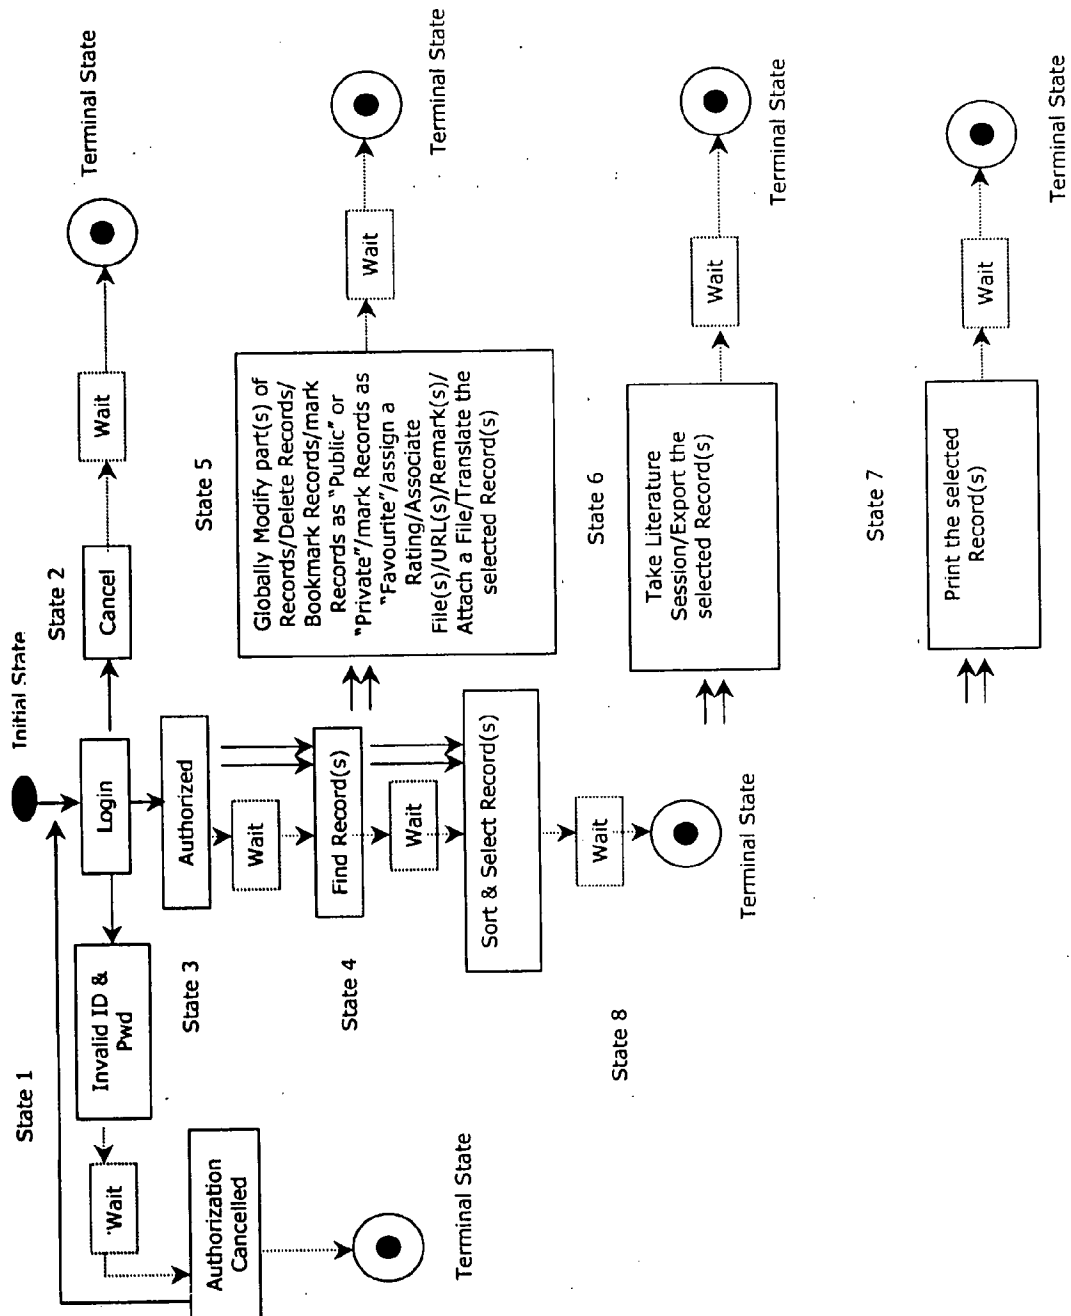 Initial State
State 1
State 2
Login
Cancel
Wait
Terminal State
Invalid ID &
Pwd
Wait
Authorization
Cancelled
Terminal State
State 3
Authorized
Wait
State 4
Find Record(s)
Wait
Sort & Select Record(s)
State 8
Wait
Terminal State
State 5
Globally Modify part(s) of
Records/Delete Records/
Bookmark Records/mark
Records as "Public" or
"Private"/mark Records as
"Favourite"/assign a
Rating/Associate
File(s)/URL(s)/Remark(s)/
Attach a File/Translate the
selected Record(s)
Wait
Terminal State
State 6
Take Literature
Session/Export the
selected Record(s)
Wait
Terminal State
State 7
Print the selected
Record(s)
Wait
Terminal State